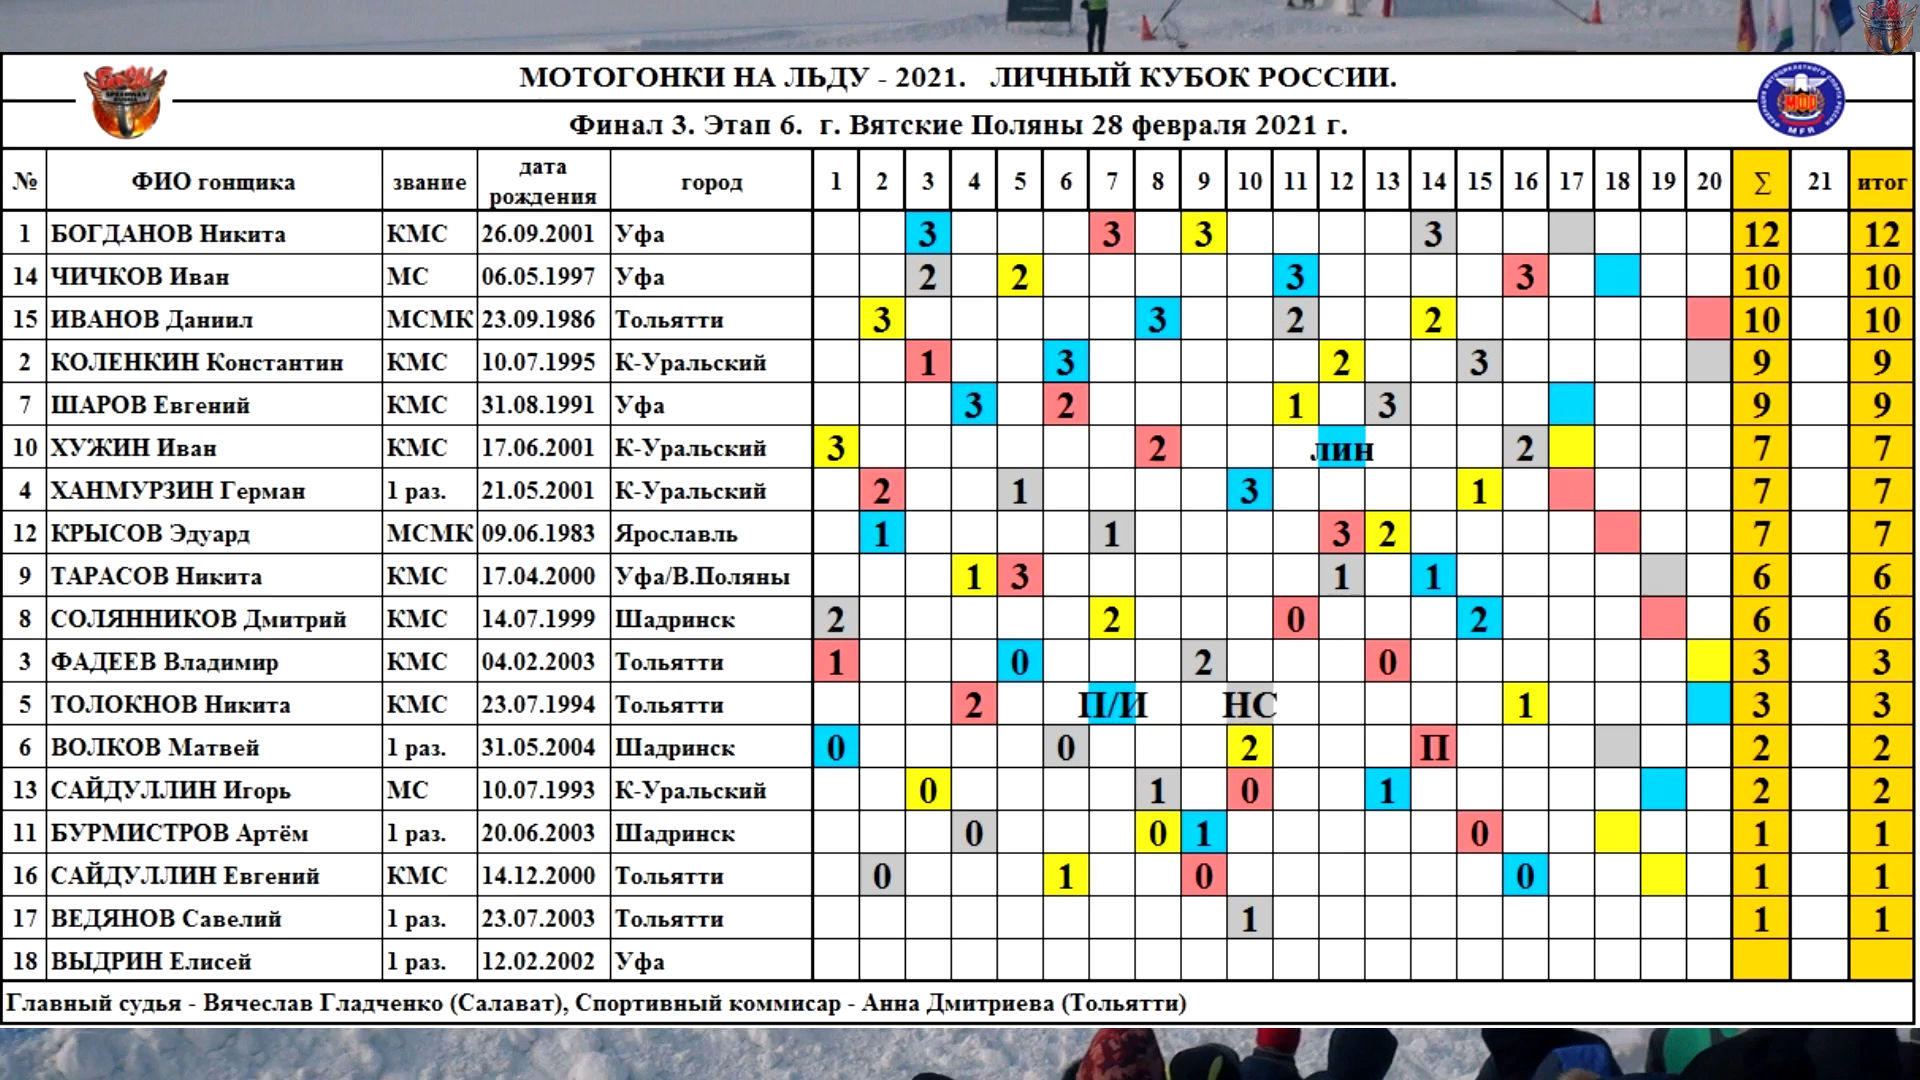 МОТОГОНКИ НА ЛЬДУ - 2021. ЛИЧНЫЙ КУБОК РОССИИ.
Финал 3. Этап 6. г. Вятские Поляны 28 февраля 2021 г.
№ ФИО гонщика звание дата рождения город 1 2 3 4 5 6 7 8 9 10 11 12 13 14 15 16 17 18 19 20 ∑ 21 итог
1 БОГДАНОВ Никита КМС 26.09.2001 Уфа 3 3 3 3 12 12
14 ЧИЧКОВ Иван МС 06.05.1997 Уфа 2 2 3 3 10 10
15 ИВАНОВ Даниил МСМК 23.09.1986 Тольятти 3 3 2 2 10 10
2 КОЛЕНКИН Константин КМС 10.07.1995 К-Уральский 1 3 2 3 9 9
7 ШАРОВ Евгений КМС 31.08.1991 Уфа 3 2 1 3 9 9
10 ХУЖИН Иван КМС 17.06.2001 К-Уральский 3 2 лин 2 7 7
4 ХАНМУРЗИН Герман 1 раз. 21.05.2001 К-Уральский 2 1 3 1 7 7
12 КРЫСОВ Эдуард МСМК 09.06.1983 Ярославль 1 1 3 2 7 7
9 ТАРАСОВ Никита КМС 17.04.2000 Уфа/В.Поляны 1 3 1 1 6 6
8 СОЛЯННИКОВ Дмитрий КМС 14.07.1999 Шадринск 2 2 0 2 6 6
3 ФАДЕЕВ Владимир КМС 04.02.2003 Тольятти 1 0 2 0 3 3
5 ТОЛОКНОВ Никита КМС 23.07.1994 Тольятти 2 П/И НС 1 3 3
6 ВОЛКОВ Матвей 1 раз. 31.05.2004 Шадринск 0 0 2 П 2 2
13 САЙДУЛЛИН Игорь МС 10.07.1993 К-Уральский 0 1 0 1 2 2
11 БУРМИСТРОВ Артём 1 раз. 20.06.2003 Шадринск 0 0 1 0 1 1
16 САЙДУЛЛИН Евгений КМС 14.12.2000 Тольятти 0 1 0 0 1 1
17 ВЕДЯНОВ Савелий 1 раз. 23.07.2003 Тольятти 1 1 1
18 ВЫДРИН Елисей 1 раз. 12.02.2002 Уфа
Главный судья - Вячеслав Гладченко (Салават), Спортивный коммисар - Анна Дмитриева (Тольятти)
МФР
MFR